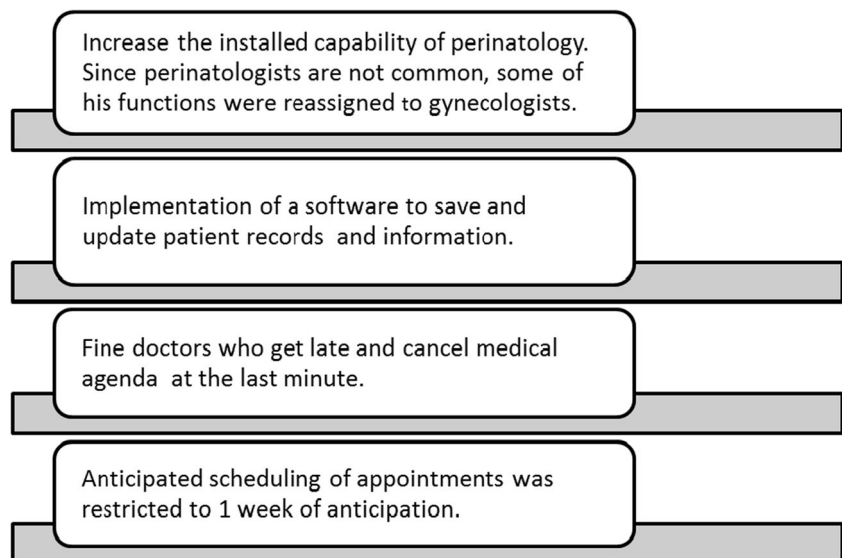 Increase the installed capability of perinatology.
Since perinatologists are not common, some of
his functions were reassigned to gynecologists.
Implementation of a software to save and
update patient records and information.
Fine doctors who get late and cancel medical
agenda at the last minute.
Anticipated scheduling of appointments was
restricted to 1 week of anticipation.